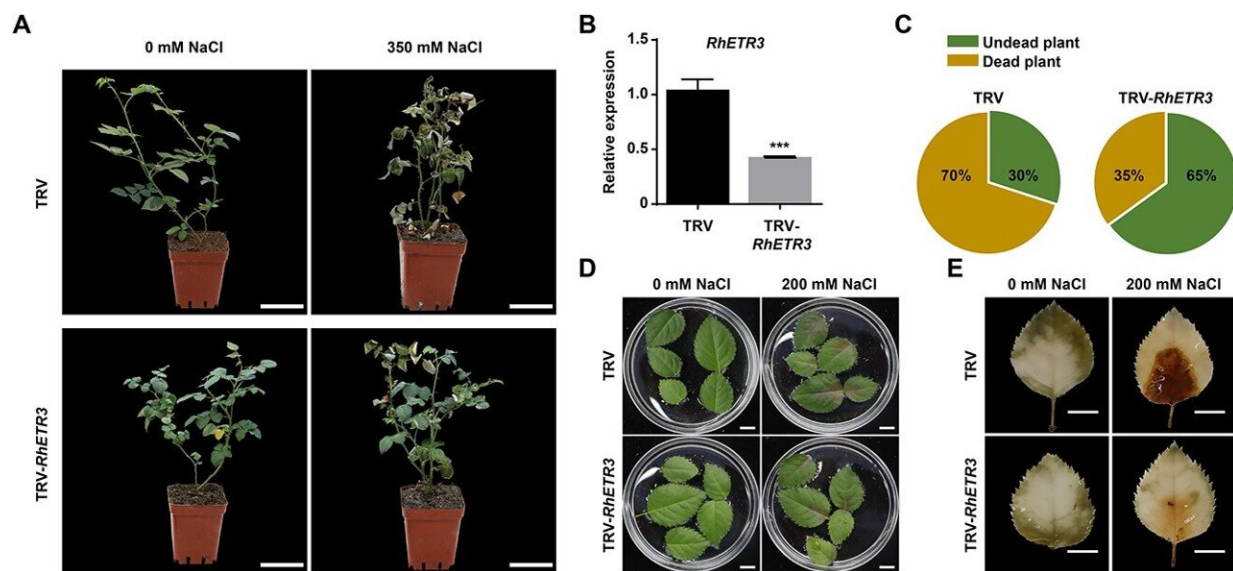 A
0 mM NaCl
350 mM NaCl
TRV
TRV-RhETR3
B
RhETR3
Relative expression
1.5
1.0
0.5
0
***
TRV
TRV-
RhETR3
C
Undead plant
Dead plant
TRV
TRV-RhETR3
70%
30%
35%
65%
D
0 mM NaCl
200 mM NaCl
TRV
TRV-RhETR3
E
0 mM NaCl
200 mM NaCl
TRV
TRV-RhETR3